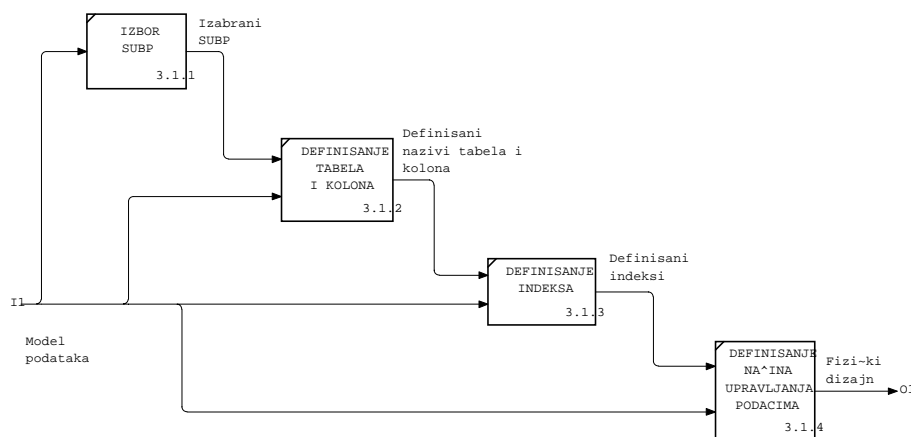 IZBOR
SUBP
3.1.1
Izabrani
SUBP
DEFINISANJE
TABELA
I KOLONA
3.1.2
Definisani
nazivi tabela i
kolona
DEFINISANJE
INDEKSA
3.1.3
Definisani
indeksi
I1
Model
podataka
DEFINISANJE
NA^INA
UPRAVLJANJA
PODACIMA
3.1.4
Fizi~ki
dizajn
O1